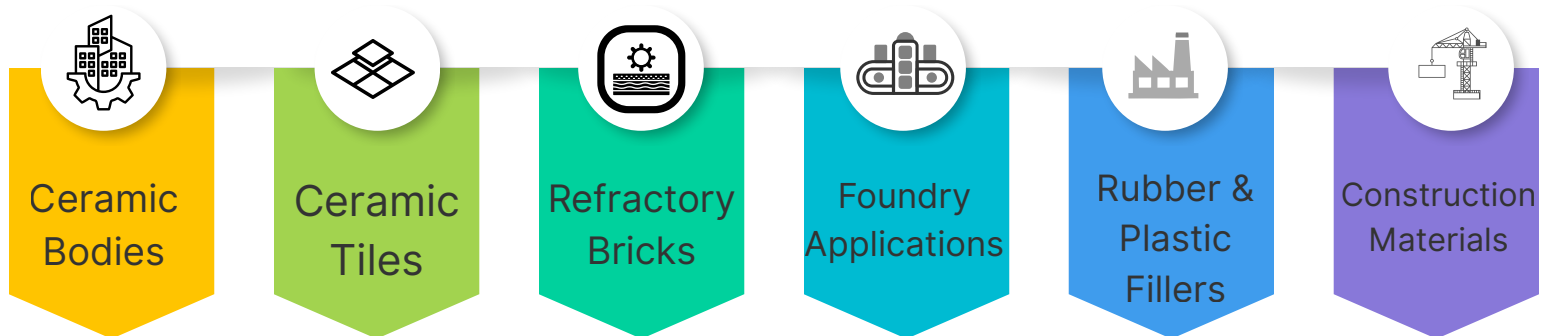 Ceramic
Bodies
Ceramic
Tiles
Refractory
Bricks
Foundry
Applications
Rubber &
Plastic
Fillers
Construction
Materials